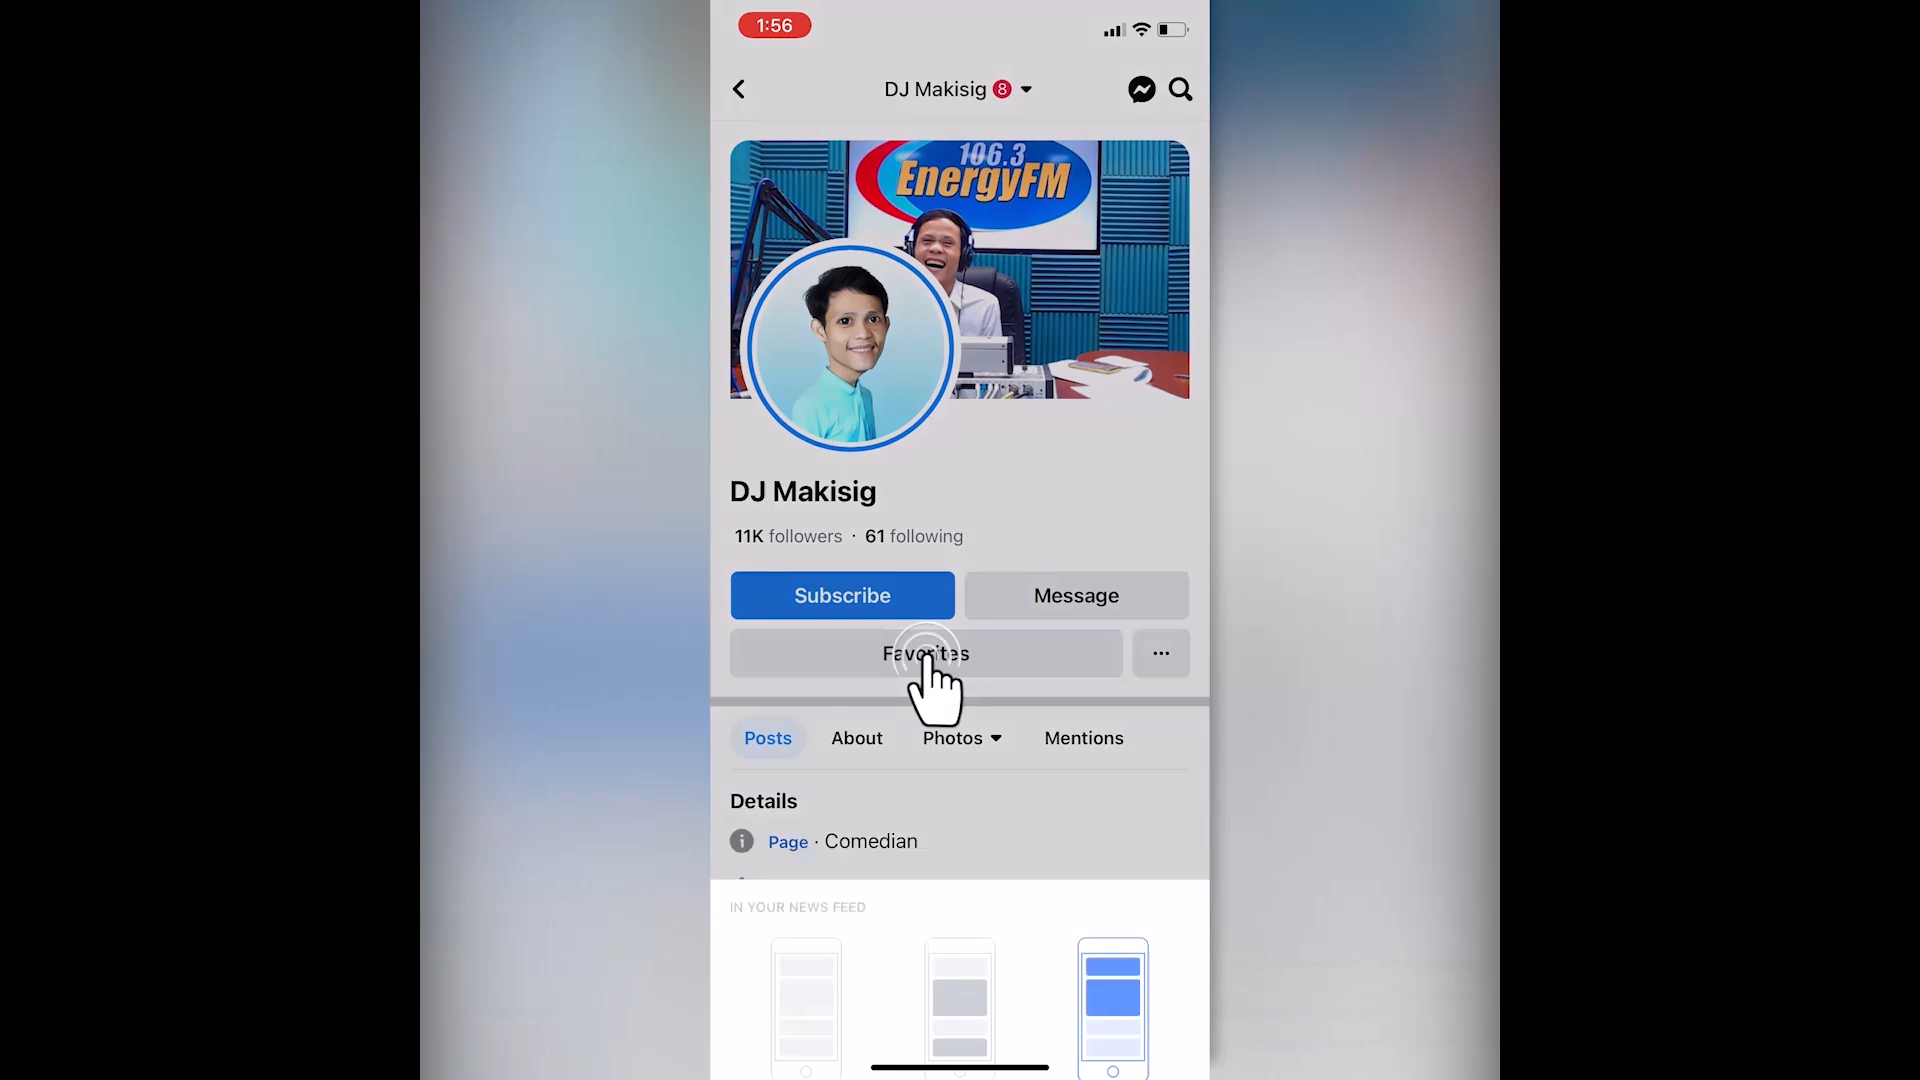 1:56
DJ Makisig 8
106.3
EnergyFM
DJ Makisig
11K followers · 61 following
Subscribe
Message
Favorites
...
Posts
About
Photos
Mentions
Details
Page · Comedian
IN YOUR NEWS FEED